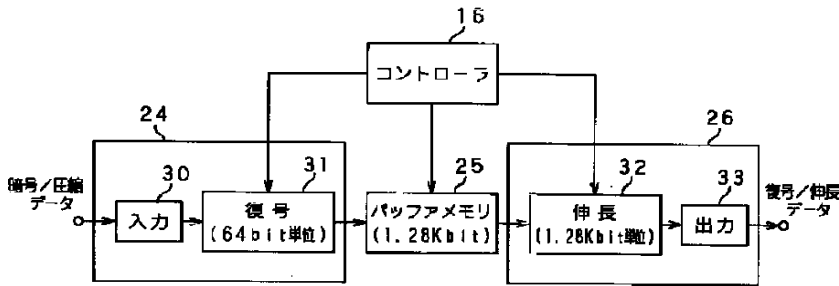 16
コントローラ
24
26
暗号/圧縮
データ
30
入力
31
復号
(64bit単位)
25
バッファメモリ
(1.28Kbit)
32
伸長
(1.28Kbit単位)
33
出力
復号/伸長
データ